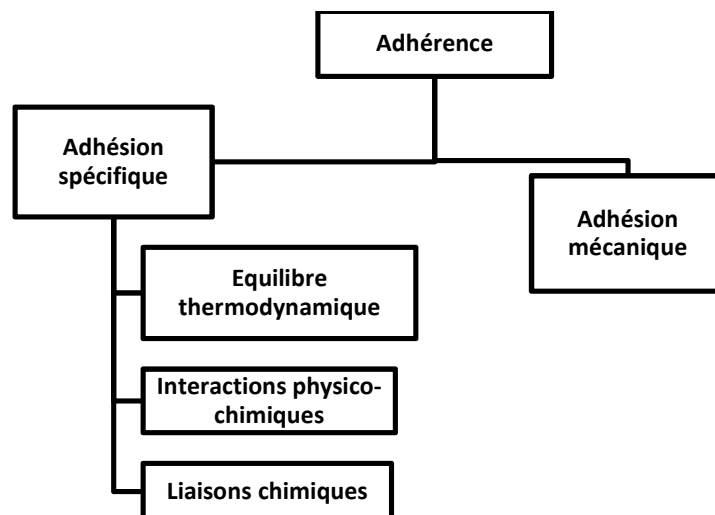 Adhérence
Adhésion
spécifique
Adhésion
mécanique
Equilibre
thermodynamique
Interactions physico-
chimiques
Liaisons chimiques